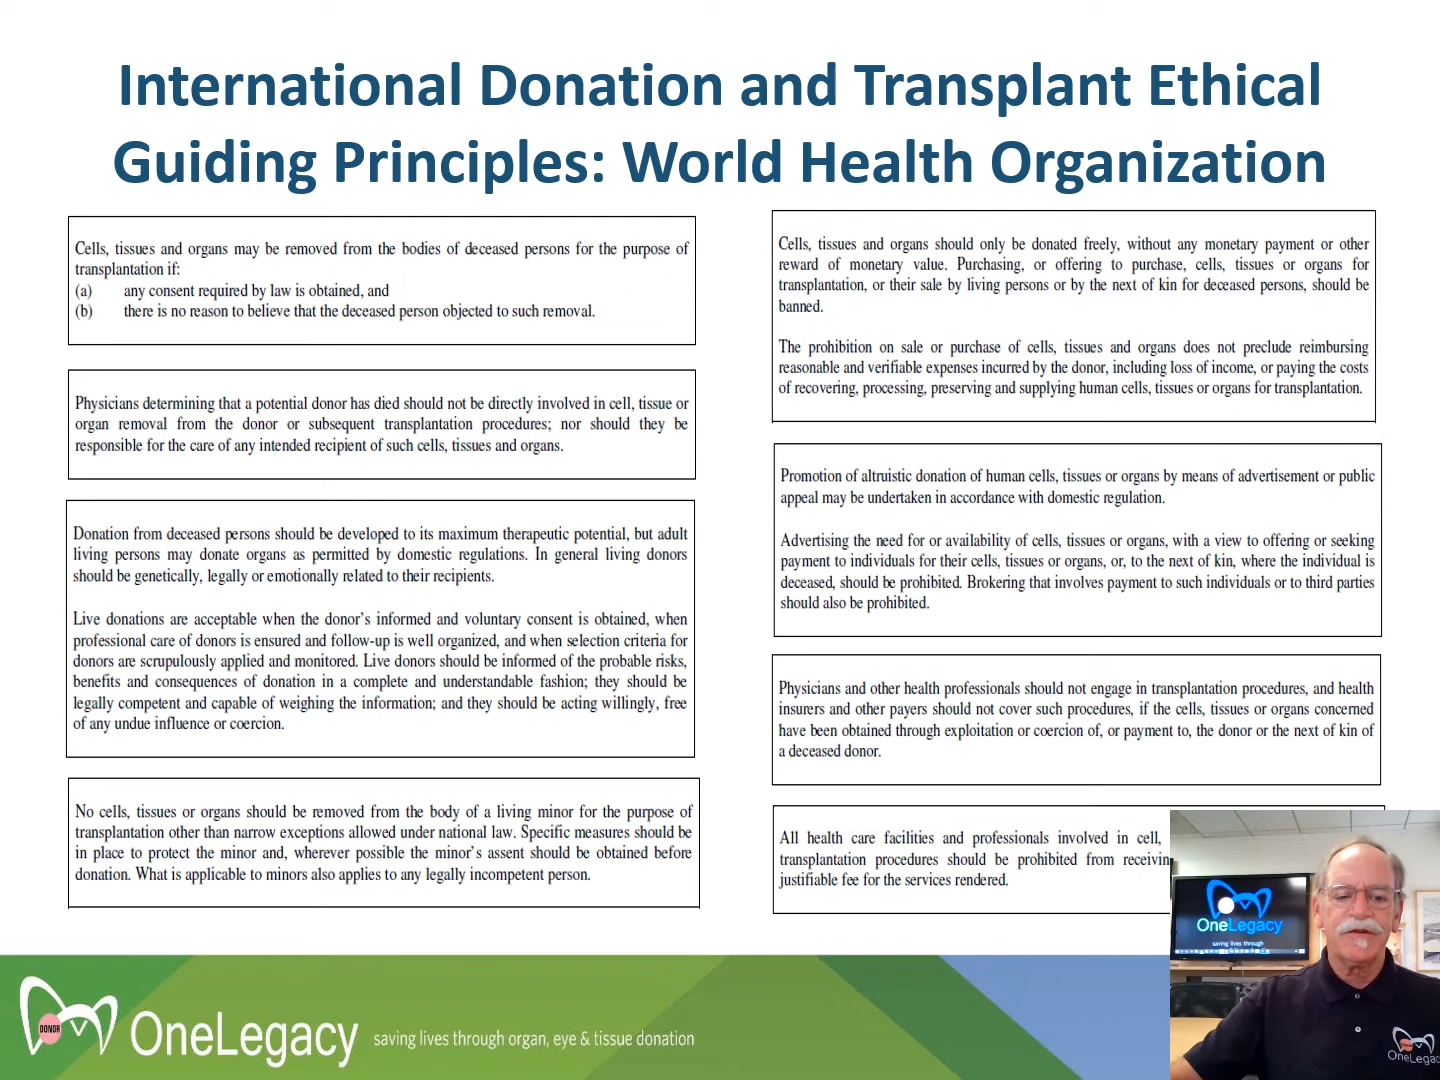 International Donation and Transplant Ethical
Guiding Principles: World Health Organization
Cells, tissues and organs may be removed from the bodies of deceased persons for the purpose of
transplantation if:
(a) any consent required by law is obtained, and
(b) there is no reason to believe that the deceased person objected to such removal.
Physicians determining that a potential donor has died should not be directly involved in cell, tissue or
organ removal from the donor or subsequent transplantation procedures; nor should they be
responsible for the care of any intended recipient of such cells, tissues and organs.
Donation from deceased persons should be developed to its maximum therapeutic potential, but adult
living persons may donate organs as permitted by domestic regulations. In general living donors
should be genetically, legally or emotionally related to their recipients.
Live donations are acceptable when the donor's informed and voluntary consent is obtained, when
professional care of donors is ensured and follow-up is well organized, and when selection criteria for
donors are scrupulously applied and monitored. Live donors should be informed of the probable risks,
benefits and consequences of donation in a complete and understandable fashion; they should be
legally competent and capable of weighing the information; and they should be acting willingly, free
of any undue influence or coercion.
No cells, tissues or organs should be removed from the body of a living minor for the purpose of
transplantation other than narrow exceptions allowed under national law. Specific measures should be
in place to protect the minor and, wherever possible the minor's assent should be obtained before
donation. What is applicable to minors also applies to any legally incompetent person.
Cells, tissues and organs should only be donated freely, without any monetary payment or other
reward of monetary value. Purchasing, or offering to purchase, cells, tissues or organs for
transplantation, or their sale by living persons or by the next of kin for deceased persons, should be
banned.
The prohibition on sale or purchase of cells, tissues and organs does not preclude reimbursing
reasonable and verifiable expenses incurred by the donor, including loss of income, or paying the costs
of recovering, processing, preserving and supplying human cells, tissues or organs for transplantation.
Promotion of altruistic donation of human cells, tissues or organs by means of advertisement or public
appeal may be undertaken in accordance with domestic regulation.
Advertising the need for or availability of cells, tissues or organs, with a view to offering or seeking
payment to individuals for their cells, tissues or organs, or, to the next of kin, where the individual is
deceased, should be prohibited. Brokering that involves payment to such individuals or to third parties
should also be prohibited.
Physicians and other health professionals should not engage in transplantation procedures, and health
insurers and other payers should not cover such procedures, if the cells, tissues or organs concerned
have been obtained through exploitation or coercion of, or payment to, the donor or the next of kin of
a deceased donor.
All health care facilities and professionals involved in cell,
transplantation procedures should be prohibited from receivin
justifiable fee for the services rendered.
OneLegacy
saving lives through
DONOR
OneLegacy
saving lives through organ, eye & tissue donation
OneLegac